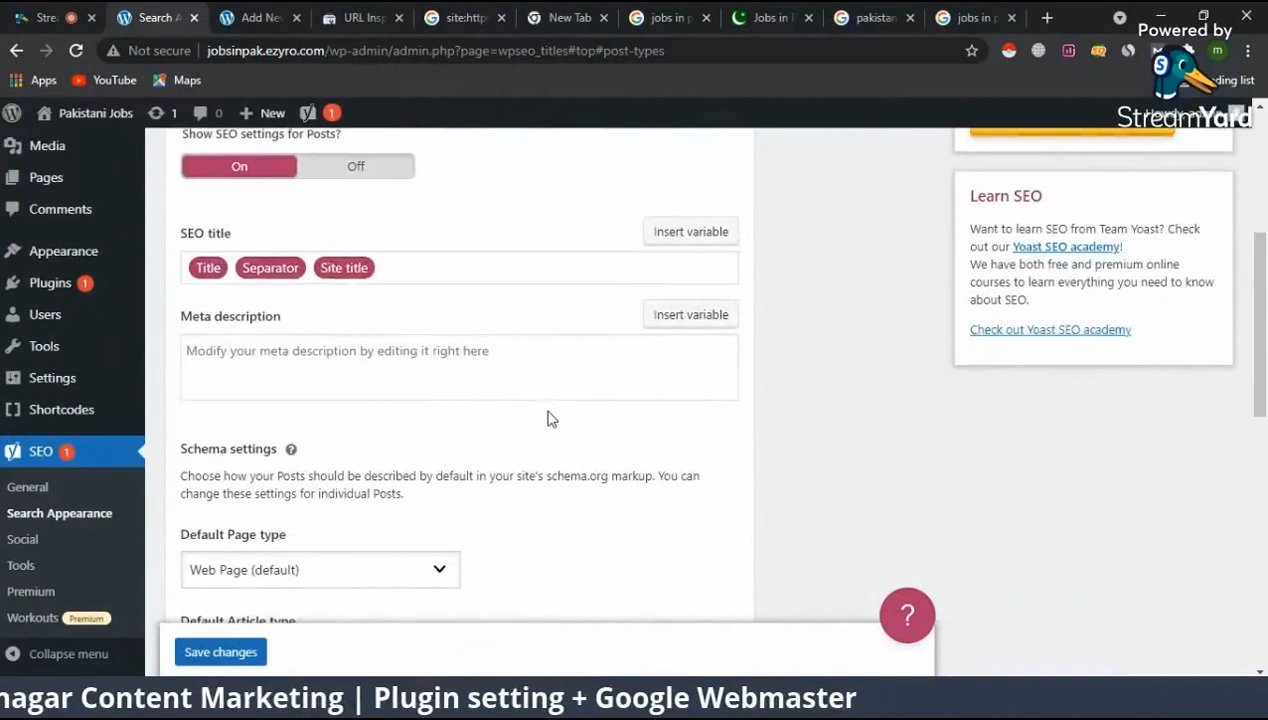 Stre
Search A
Add Nev
URL Insp
site:http
New Tab
jobs in p
Jobs in P
pakistan
jobs in p
Powered by
Not secure
jobsinpak.ezyro.com/wp-admin/admin.php?page=wpseo_titles#top#post-types
m
Apps
YouTube
Maps
ding list
StreamYard
Pakistani Jobs
1
0
New
1
Media
Pages
Comments
Appearance
Plugins 1
Users
Tools
Settings
Shortcodes
SEO 1
General
Search Appearance
Social
Tools
Premium
Workouts Premium
Collapse menu
Show SEO settings for Posts?
On Off
SEO title
Insert variable
Title Separator Site title
Meta description
Insert variable
Modify your meta description by editing it right here
Schema settings ?
Choose how your Posts should be described by default in your site's schema.org markup. You can
change these settings for individual Posts.
Default Page type
Web Page (default)
Default Article type
Save changes
?
Learn SEO
Want to learn SEO from Team Yoast? Check
out our Yoast SEO academy!
We have both free and premium online
courses to learn everything you need to know
about SEO.
Check out Yoast SEO academy
nagar Content Marketing | Plugin setting + Google Webmaster